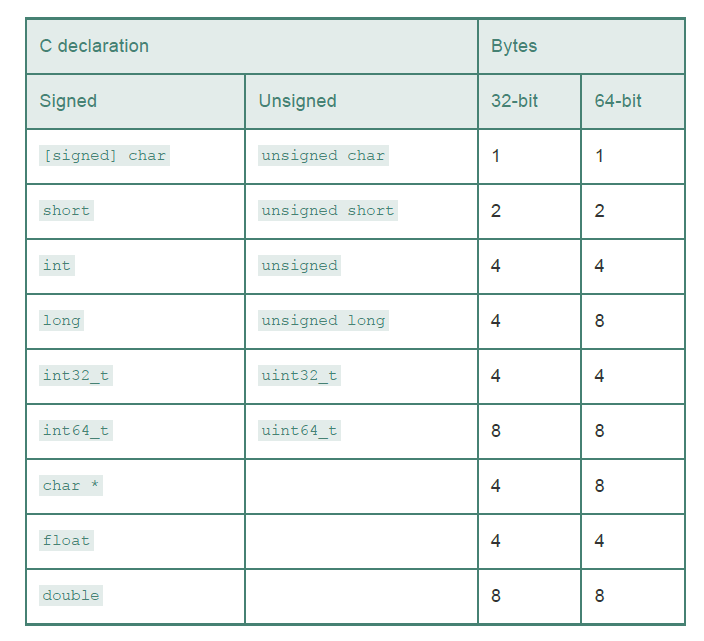 C declaration Bytes
Signed Unsigned 32-bit 64-bit
[signed] char unsigned char 1 1
short unsigned short 2 2
int unsigned 4 4
long unsigned long 4 8
int32_t uint32_t 4 4
int64_t uint64_t 8 8
char * 4 8
float 4 4
double 8 8